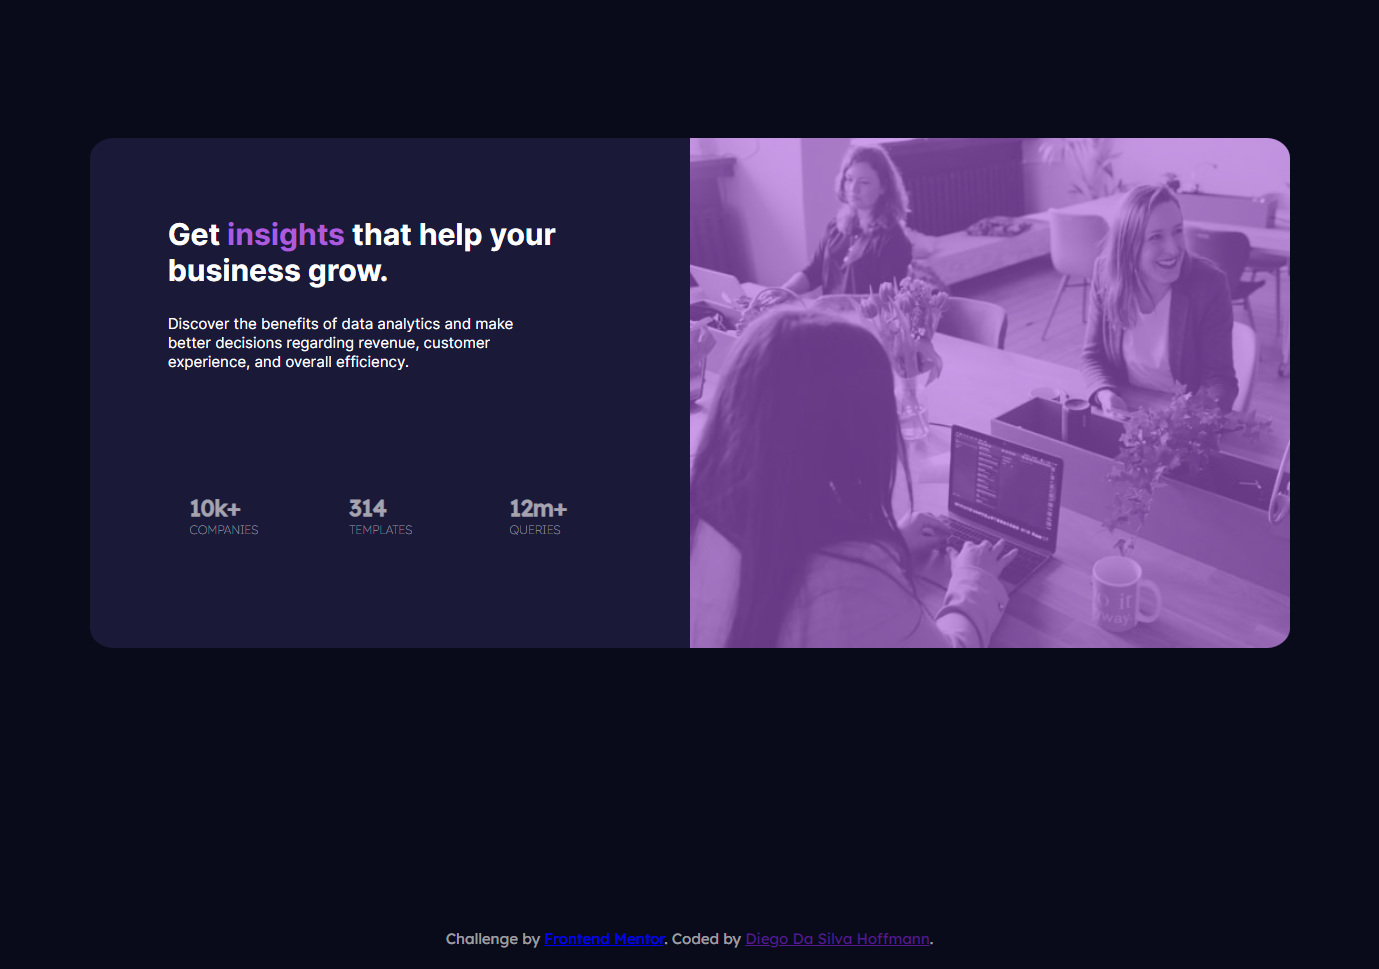 Get insights that help your
business grow.
Discover the benefits of data analytics and make
better decisions regarding revenue, customer
experience, and overall efficiency.
10k+
COMPANIES
314
TEMPLATES
12m+
QUERIES
it
way
Challenge by Frontend Mentor. Coded by Diego Da Silva Hoffmann.